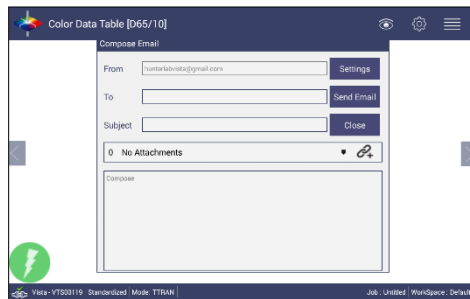 Color Data Table [D65/10]
Compose Email
From hunterlabvista@gmail.com Settings
To Send Email
Subject Close
0 No Attachments
Compose
Vista - VTS00119 Standardized Mode: TTRAN Job : Untitled WorkSpace : Default